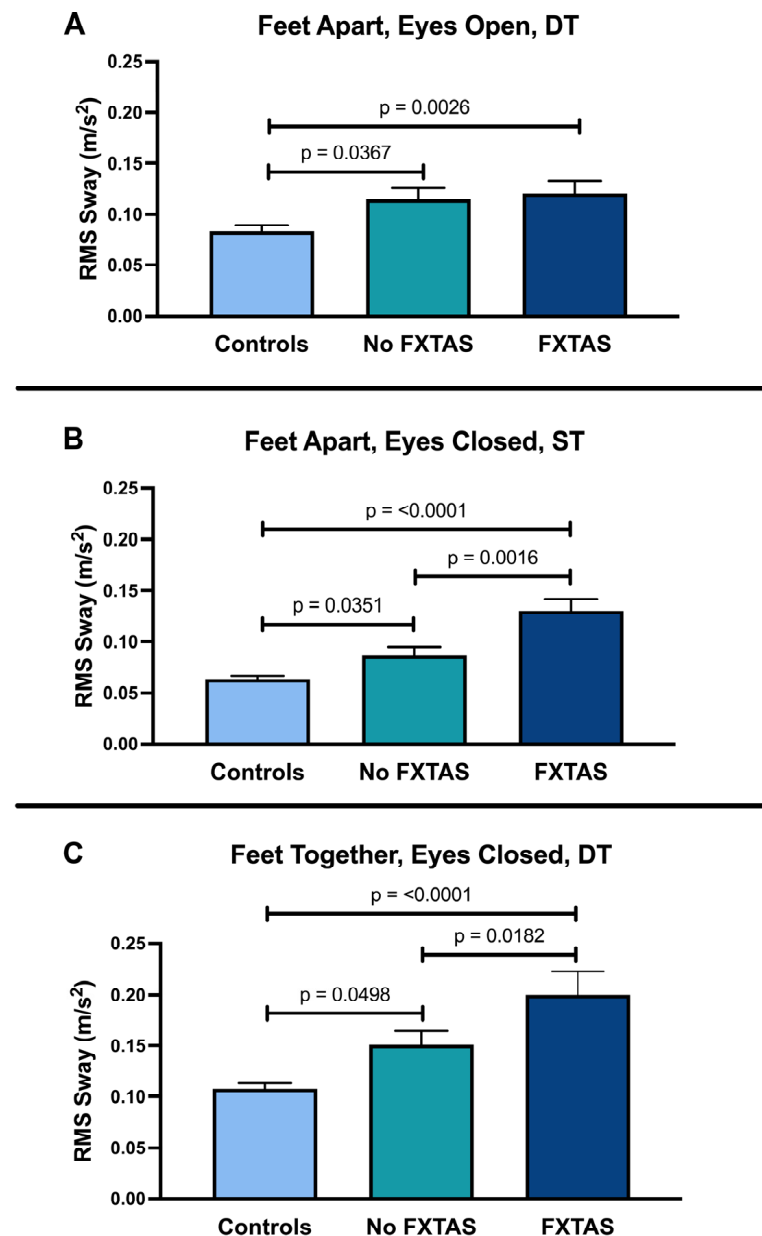 A
Feet Apart, Eyes Open, DT
RMS Sway (m/s²)
0.25
0.20
0.15
0.10
0.05
0.00
p = 0.0026
p = 0.0367
Controls No FXTAS FXTAS
B
Feet Apart, Eyes Closed, ST
RMS Sway (m/s²)
0.25
0.20
0.15
0.10
0.05
0.00
p = <0.0001
p = 0.0016
p = 0.0351
Controls No FXTAS FXTAS
C
Feet Together, Eyes Closed, DT
RMS Sway (m/s²)
0.25
0.20
0.15
0.10
0.05
0.00
p = <0.0001
p = 0.0182
p = 0.0498
Controls No FXTAS FXTAS